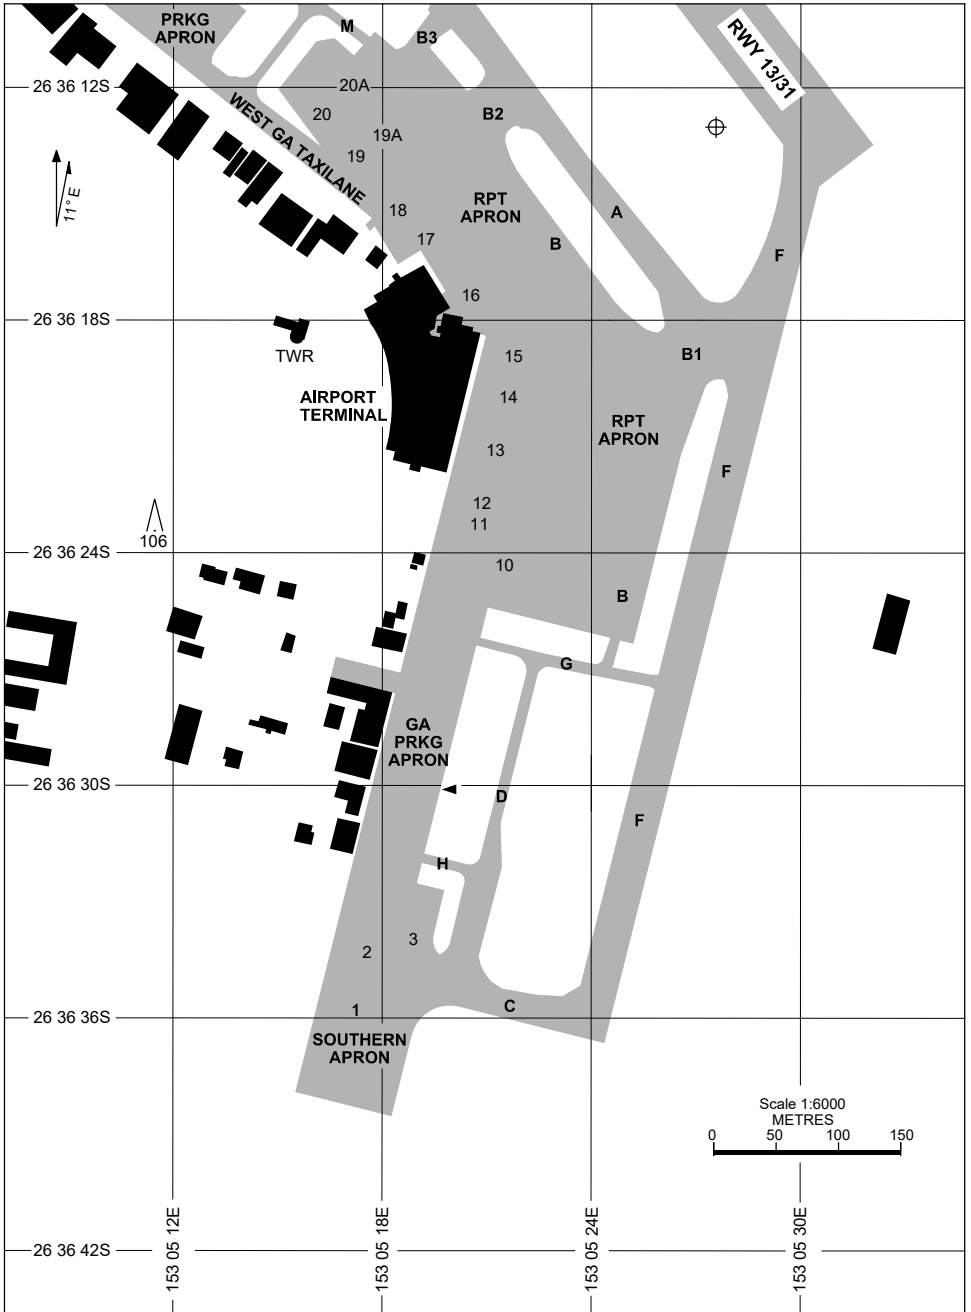 PRKG
APRON
M
B3
RWY 13/31
26 36 12S
20A
20
B2
19A
WEST GA TAXILANE
19
11° E
18
RPT
APRON
A
17
B
F
16
26 36 18S
TWR
15
B1
AIRPORT
TERMINAL
14
RPT
APRON
13
F
12
11
106
26 36 24S
10
B
G
GA
PRKG
APRON
26 36 30S
D
F
H
3
2
1
C
26 36 36S
SOUTHERN
APRON
Scale 1:6000
METRES
0 50 100 150
153 05 12E
153 05 18E
153 05 24E
153 05 30E
26 36 42S